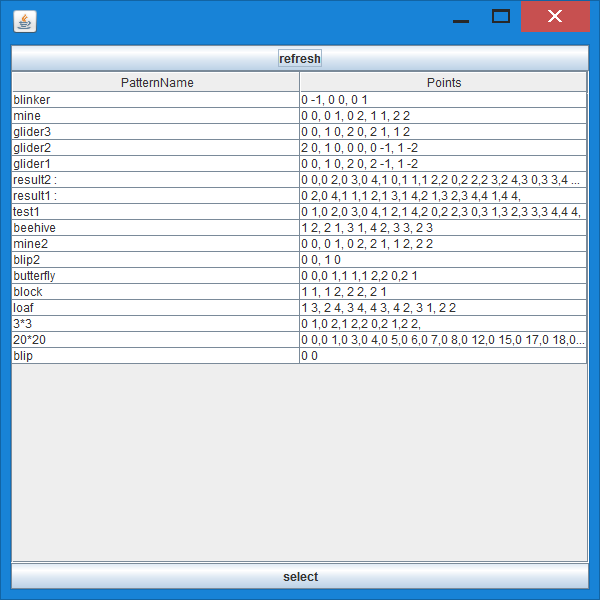 refresh
PatternName Points
blinker 0 -1, 0 0, 0 1
mine 0 0, 0 1, 0 2, 1 1, 2 2
glider3 0 0, 1 0, 2 0, 2 1, 1 2
glider2 2 0, 1 0, 0 0, 0 -1, 1 -2
glider1 0 0, 1 0, 2 0, 2 -1, 1 -2
result2 : 0 0,0 2,0 3,0 4,1 0,1 1,1 2,2 0,2 2,2 3,2 4,3 0,3 3,4 ...
result1 : 0 2,0 4,1 1,1 2,1 3,1 4,2 1,3 2,3 4,4 1,4 4,
test1 0 1,0 2,0 3,0 4,1 2,1 4,2 0,2 2,3 0,3 1,3 2,3 3,3 4,4 4,
beehive 1 2, 2 1, 3 1, 4 2, 3 3, 2 3
mine2 0 0, 0 1, 0 2, 2 1, 1 2, 2 2
blip2 0 0, 1 0
butterfly 0 0,0 1,1 1,1 2,2 0,2 1
block 1 1, 1 2, 2 2, 2 1
loaf 1 3, 2 4, 3 4, 4 3, 4 2, 3 1, 2 2
3*3 0 1,0 2,1 2,2 0,2 1,2 2,
20*20 0 0,0 1,0 3,0 4,0 5,0 6,0 7,0 8,0 12,0 15,0 17,0 18,0...
blip 0 0
select